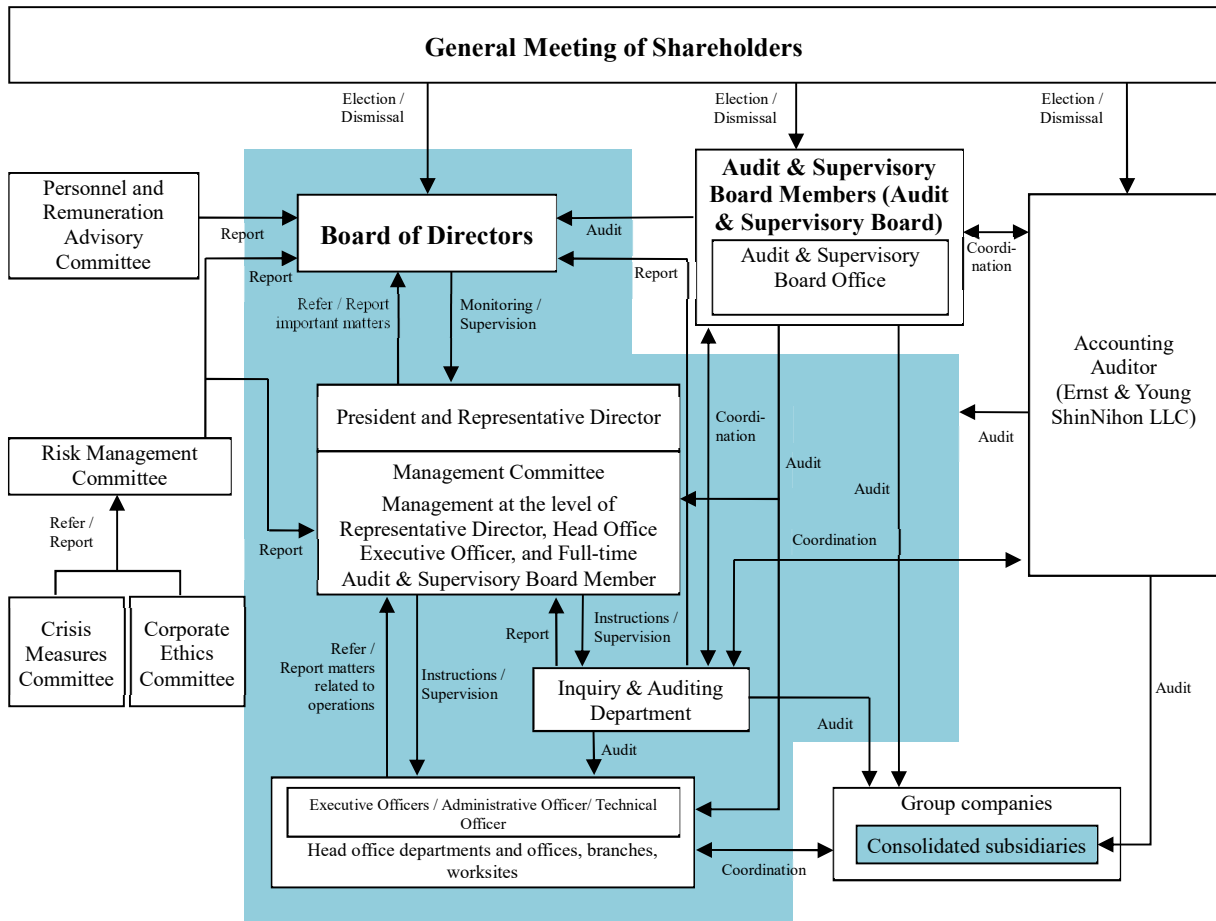 General Meeting of Shareholders
Election /
Dismissal
Election /
Dismissal
Election /
Dismissal
Personnel and
Remuneration
Advisory
Committee
Report
Report
Board of Directors
Audit
Report
Audit & Supervisory
Board Members (Audit
& Supervisory Board)
Audit & Supervisory
Board Office
Coordi-
nation
Refer / Report
important matters
Monitoring /
Supervision
Accounting
Auditor
(Ernst & Young
ShinNihon LLC)
Audit
President and Representative Director
Coordi-
nation
Risk Management
Committee
Management Committee
Management at the level of
Representative Director, Head Office
Executive Officer, and Full-time
Audit & Supervisory Board Member
Audit
Audit
Refer /
Report
Report
Coordination
Crisis
Measures
Committee
Corporate
Ethics
Committee
Refer /
Report matters
related to
operations
Instructions /
Supervision
Report
Instructions /
Supervision
Inquiry & Auditing
Department
Audit
Audit
Audit
Executive Officers / Administrative Officer/ Technical
Officer
Head office departments and offices, branches,
worksites
Coordination
Group companies
Consolidated subsidiaries